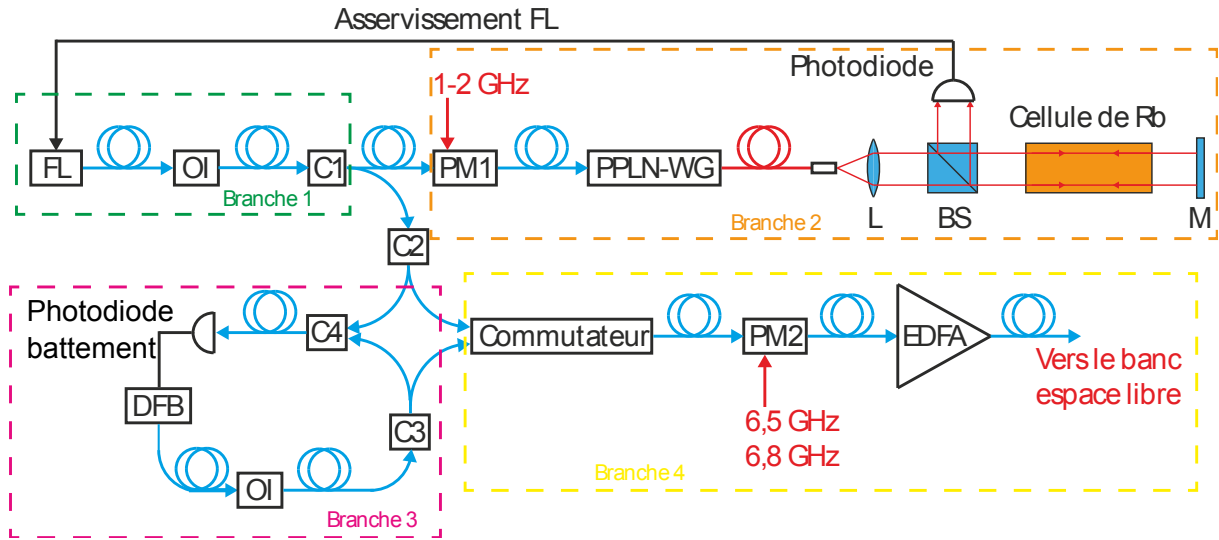 Asservissement FL
Photodiode
1-2 GHz
Cellule de Rb
FL
OI
C1
PM1
PPLN-WG
Branche 1
L
BS
M
Branche 2
C2
Photodiode
battement
C4
Commutateur
PM2
EDFA
Vers le banc
espace libre
DFB
C3
6,5 GHz
6,8 GHz
OI
Branche 4
Branche 3